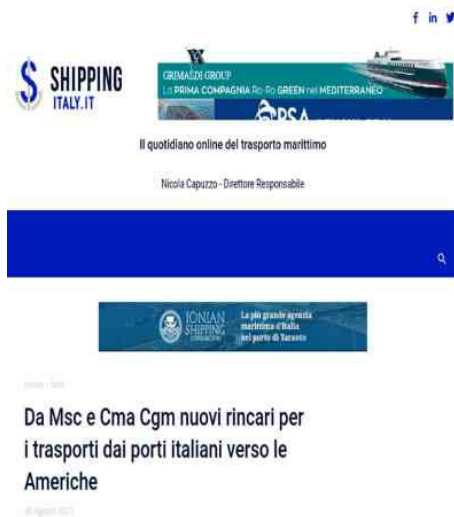 f in
SHIPPING
ITALY.IT
GRIMALDI GROUP
La PRIMA COMPAGNIA Ro-Ro GREEN nel MEDITERRANEO
PSA
Il quotidiano online del trasporto marittimo
Nicola Capuzzo - Direttore Responsabile
IONIAN
SHIPPING
La più grande agenzia
marittima d'Italia
nel porto di Taranto
Da Msc e Cma Cgm nuovi rincari per
i trasporti dai porti italiani verso le
Americhe